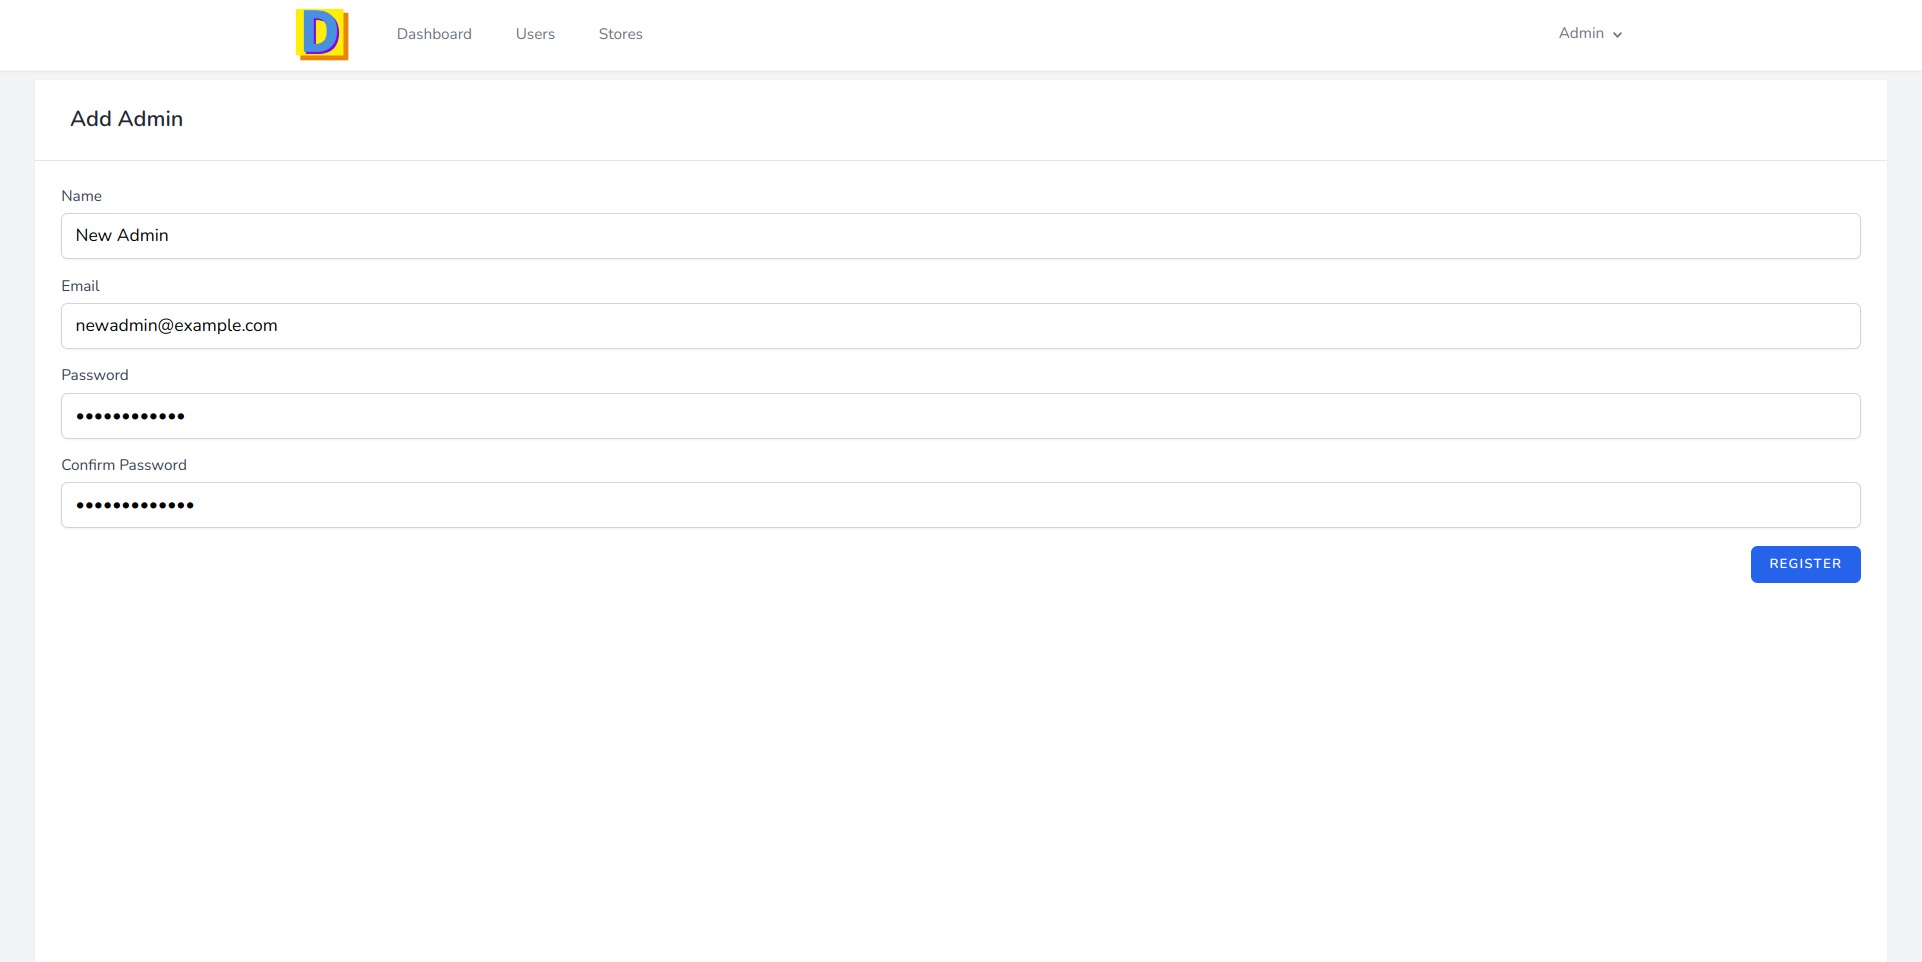 D Dashboard Users Stores Admin
Add Admin
Name
New Admin
Email
newadmin@example.com
Password
••••••••••••
Confirm Password
•••••••••••••
REGISTER